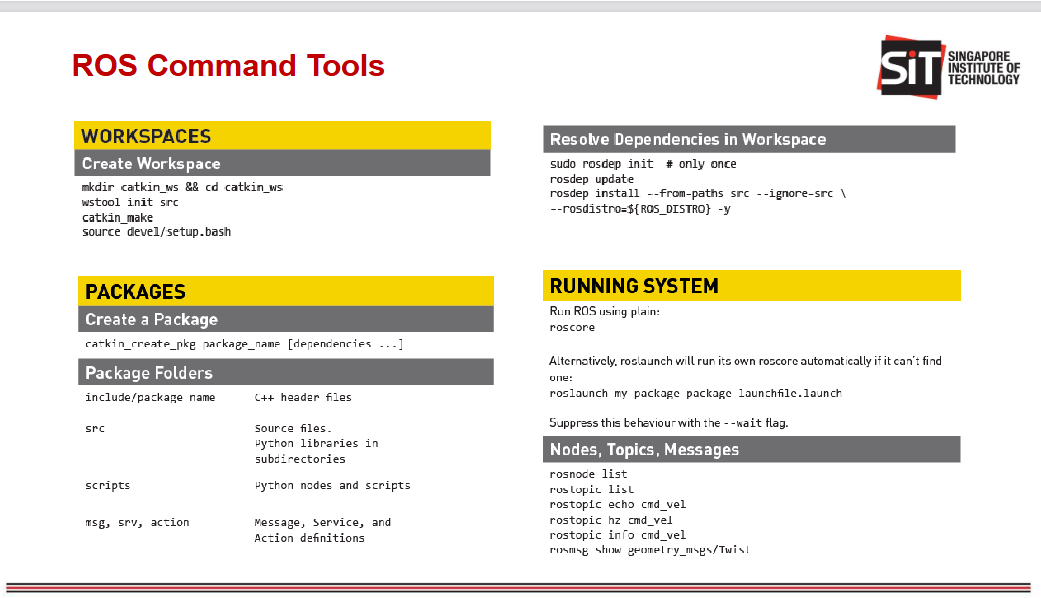 ROS Command Tools
SiT SINGAPORE
INSTITUTE OF
TECHNOLOGY
WORKSPACES
Create Workspace
mkdir catkin_ws && cd catkin_ws
wstool init src
catkin_make
source devel/setup.bash
PACKAGES
Create a Package
catkin_create_pkg package_name [dependencies ...]
Package Folders
include/package_name C++ header files
src Source files.
Python libraries in
subdirectories
scripts Python nodes and scripts
msg, srv, action Message, Service, and
Action definitions
Resolve Dependencies in Workspace
sudo rosdep init # only once
rosdep update
rosdep install --from-paths src --ignore-src \
--rosdistro=${ROS_DISTRO} -y
RUNNING SYSTEM
Run ROS using plain:
roscore
Alternatively, roslaunch will run its own roscore automatically if it can't find
one:
roslaunch my_package package_launchfile.launch
Suppress this behaviour with the --wait flag.
Nodes, Topics, Messages
rosnode list
rostopic list
rostopic echo cmd_vel
rostopic hz cmd_vel
rostopic info cmd_vel
rosmsg show geometry_msgs/Twist